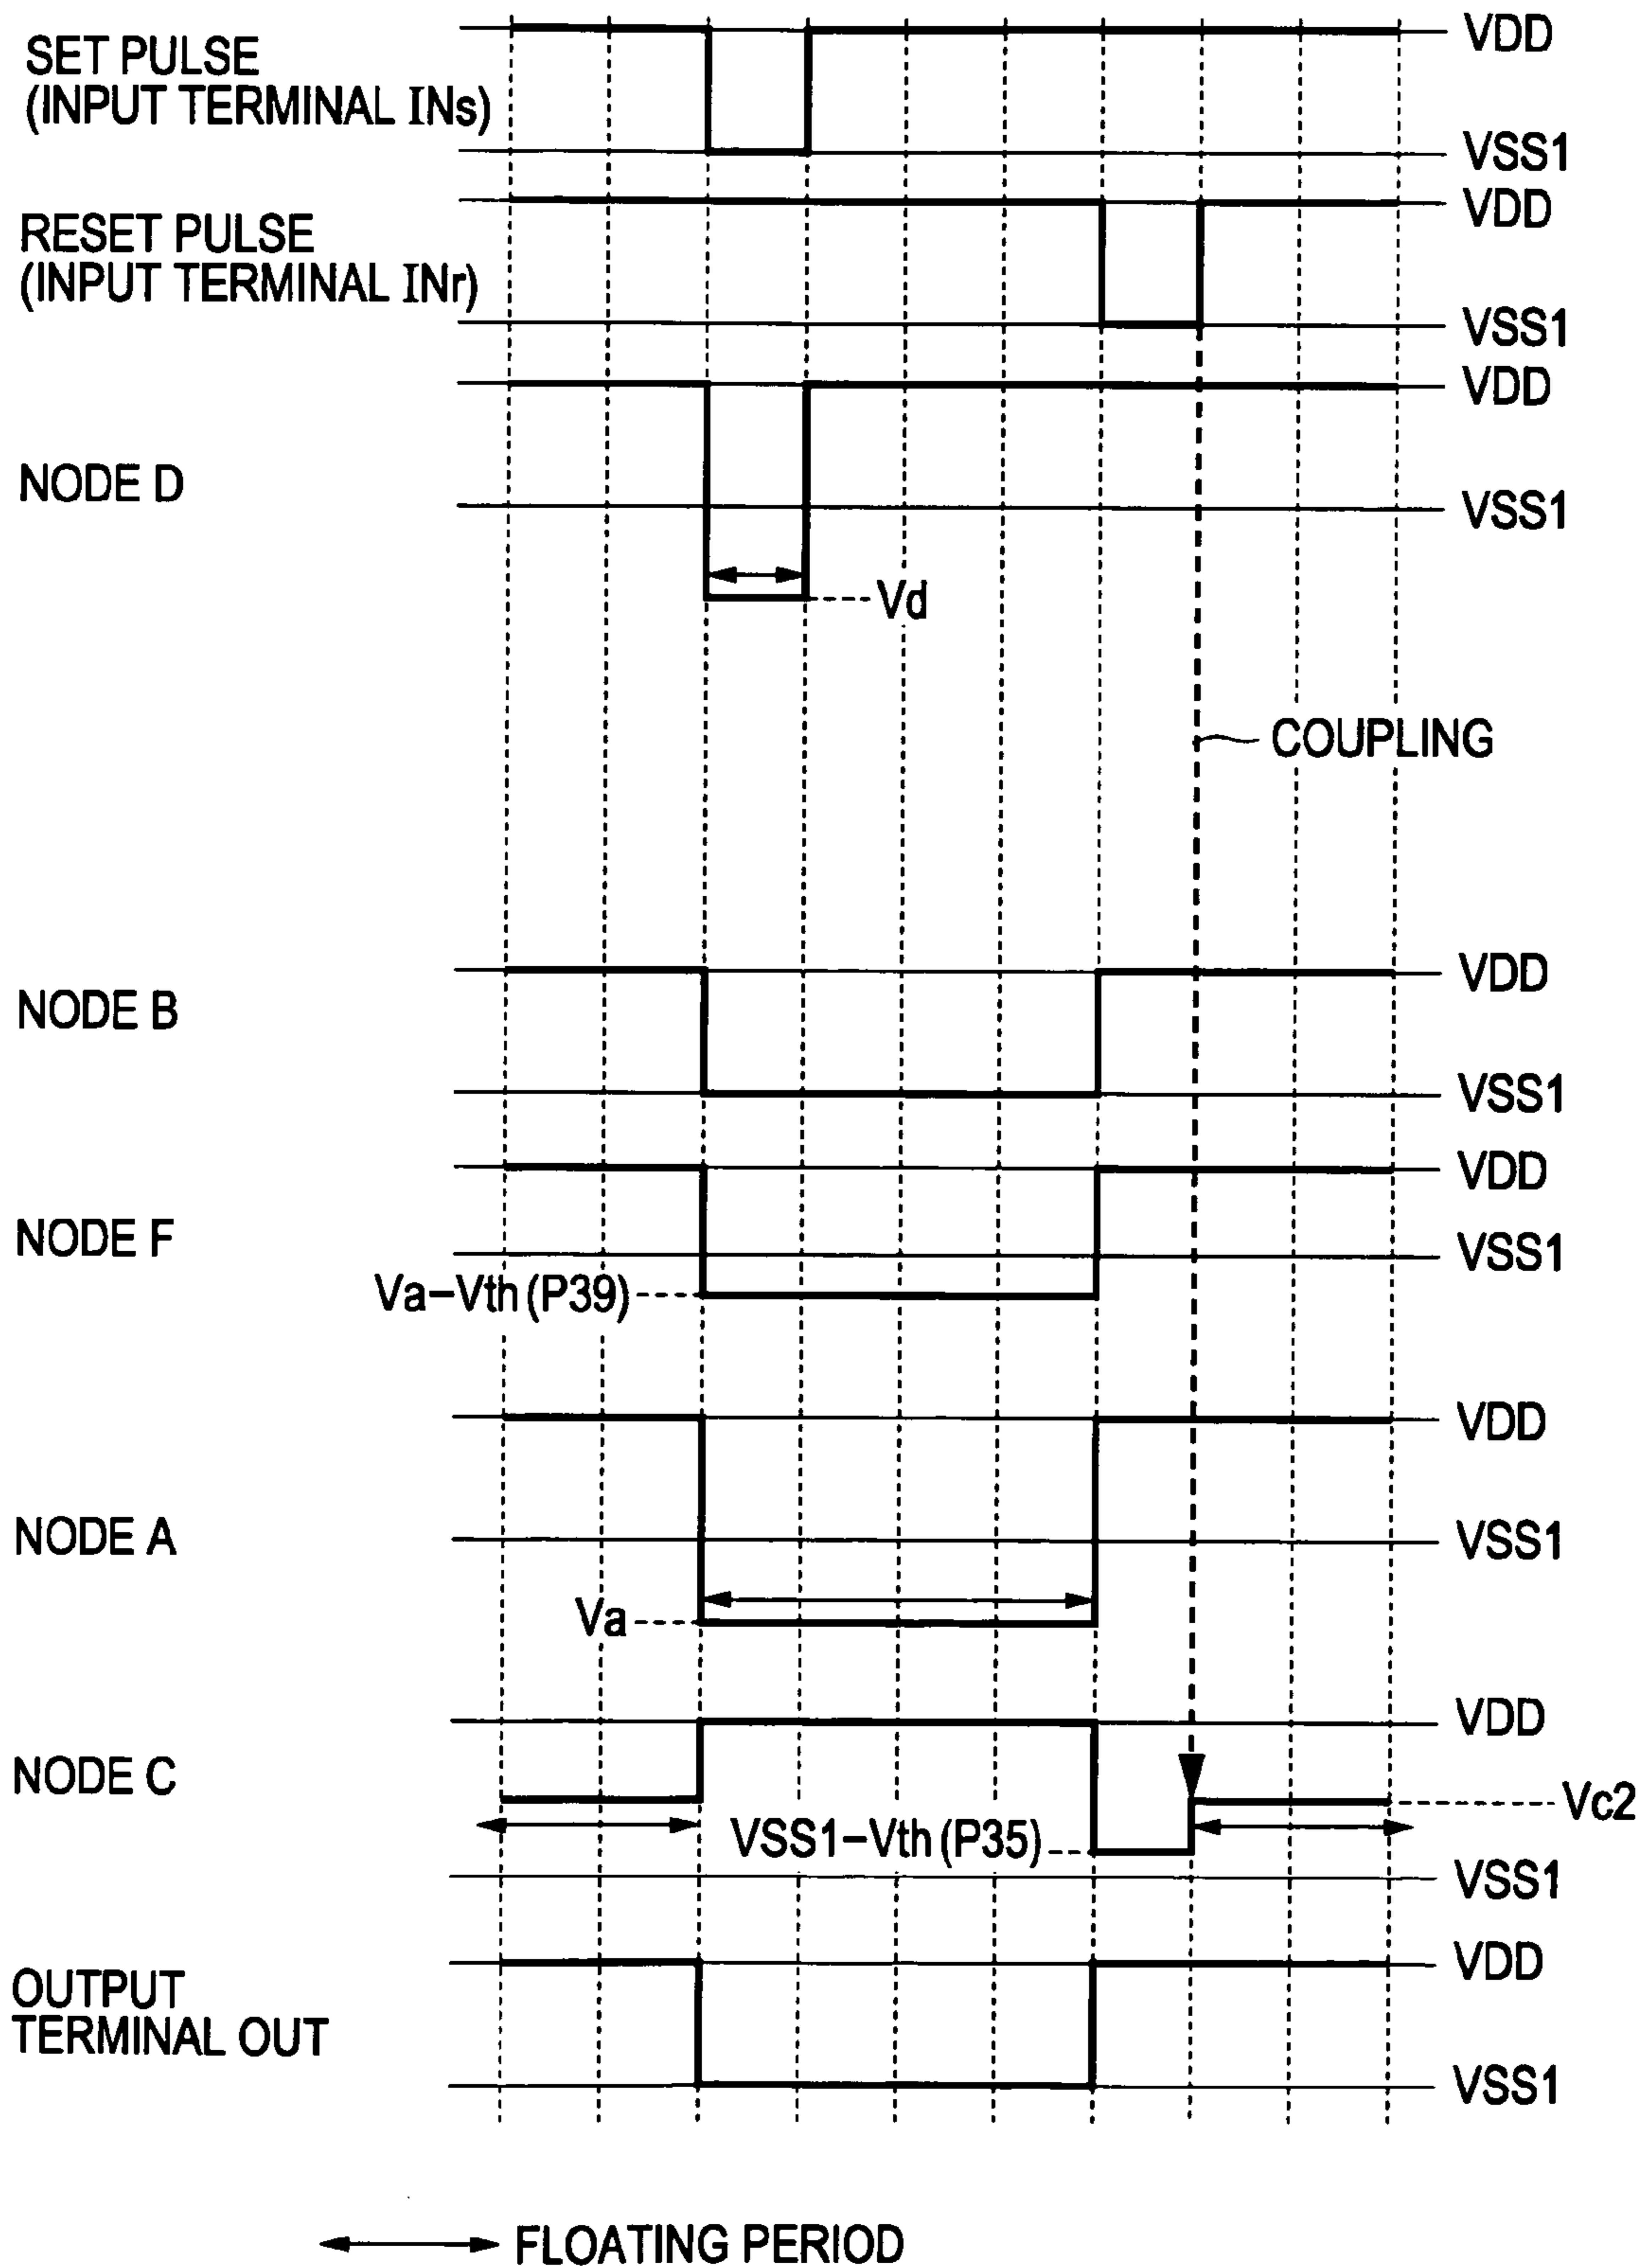 SET PULSE
(INPUT TERMINAL INs)
VDD
VSS1
RESET PULSE
(INPUT TERMINAL INr)
VDD
VSS1
NODE D
VDD
VSS1
Vd
COUPLING
NODE B
VDD
VSS1
NODE F
VDD
VSS1
Va-Vth (P39)
NODE A
VDD
VSS1
Va
NODE C
VDD
Vc2
VSS1-Vth (P35)
VSS1
OUTPUT
TERMINAL OUT
VDD
VSS1
FLOATING PERIOD